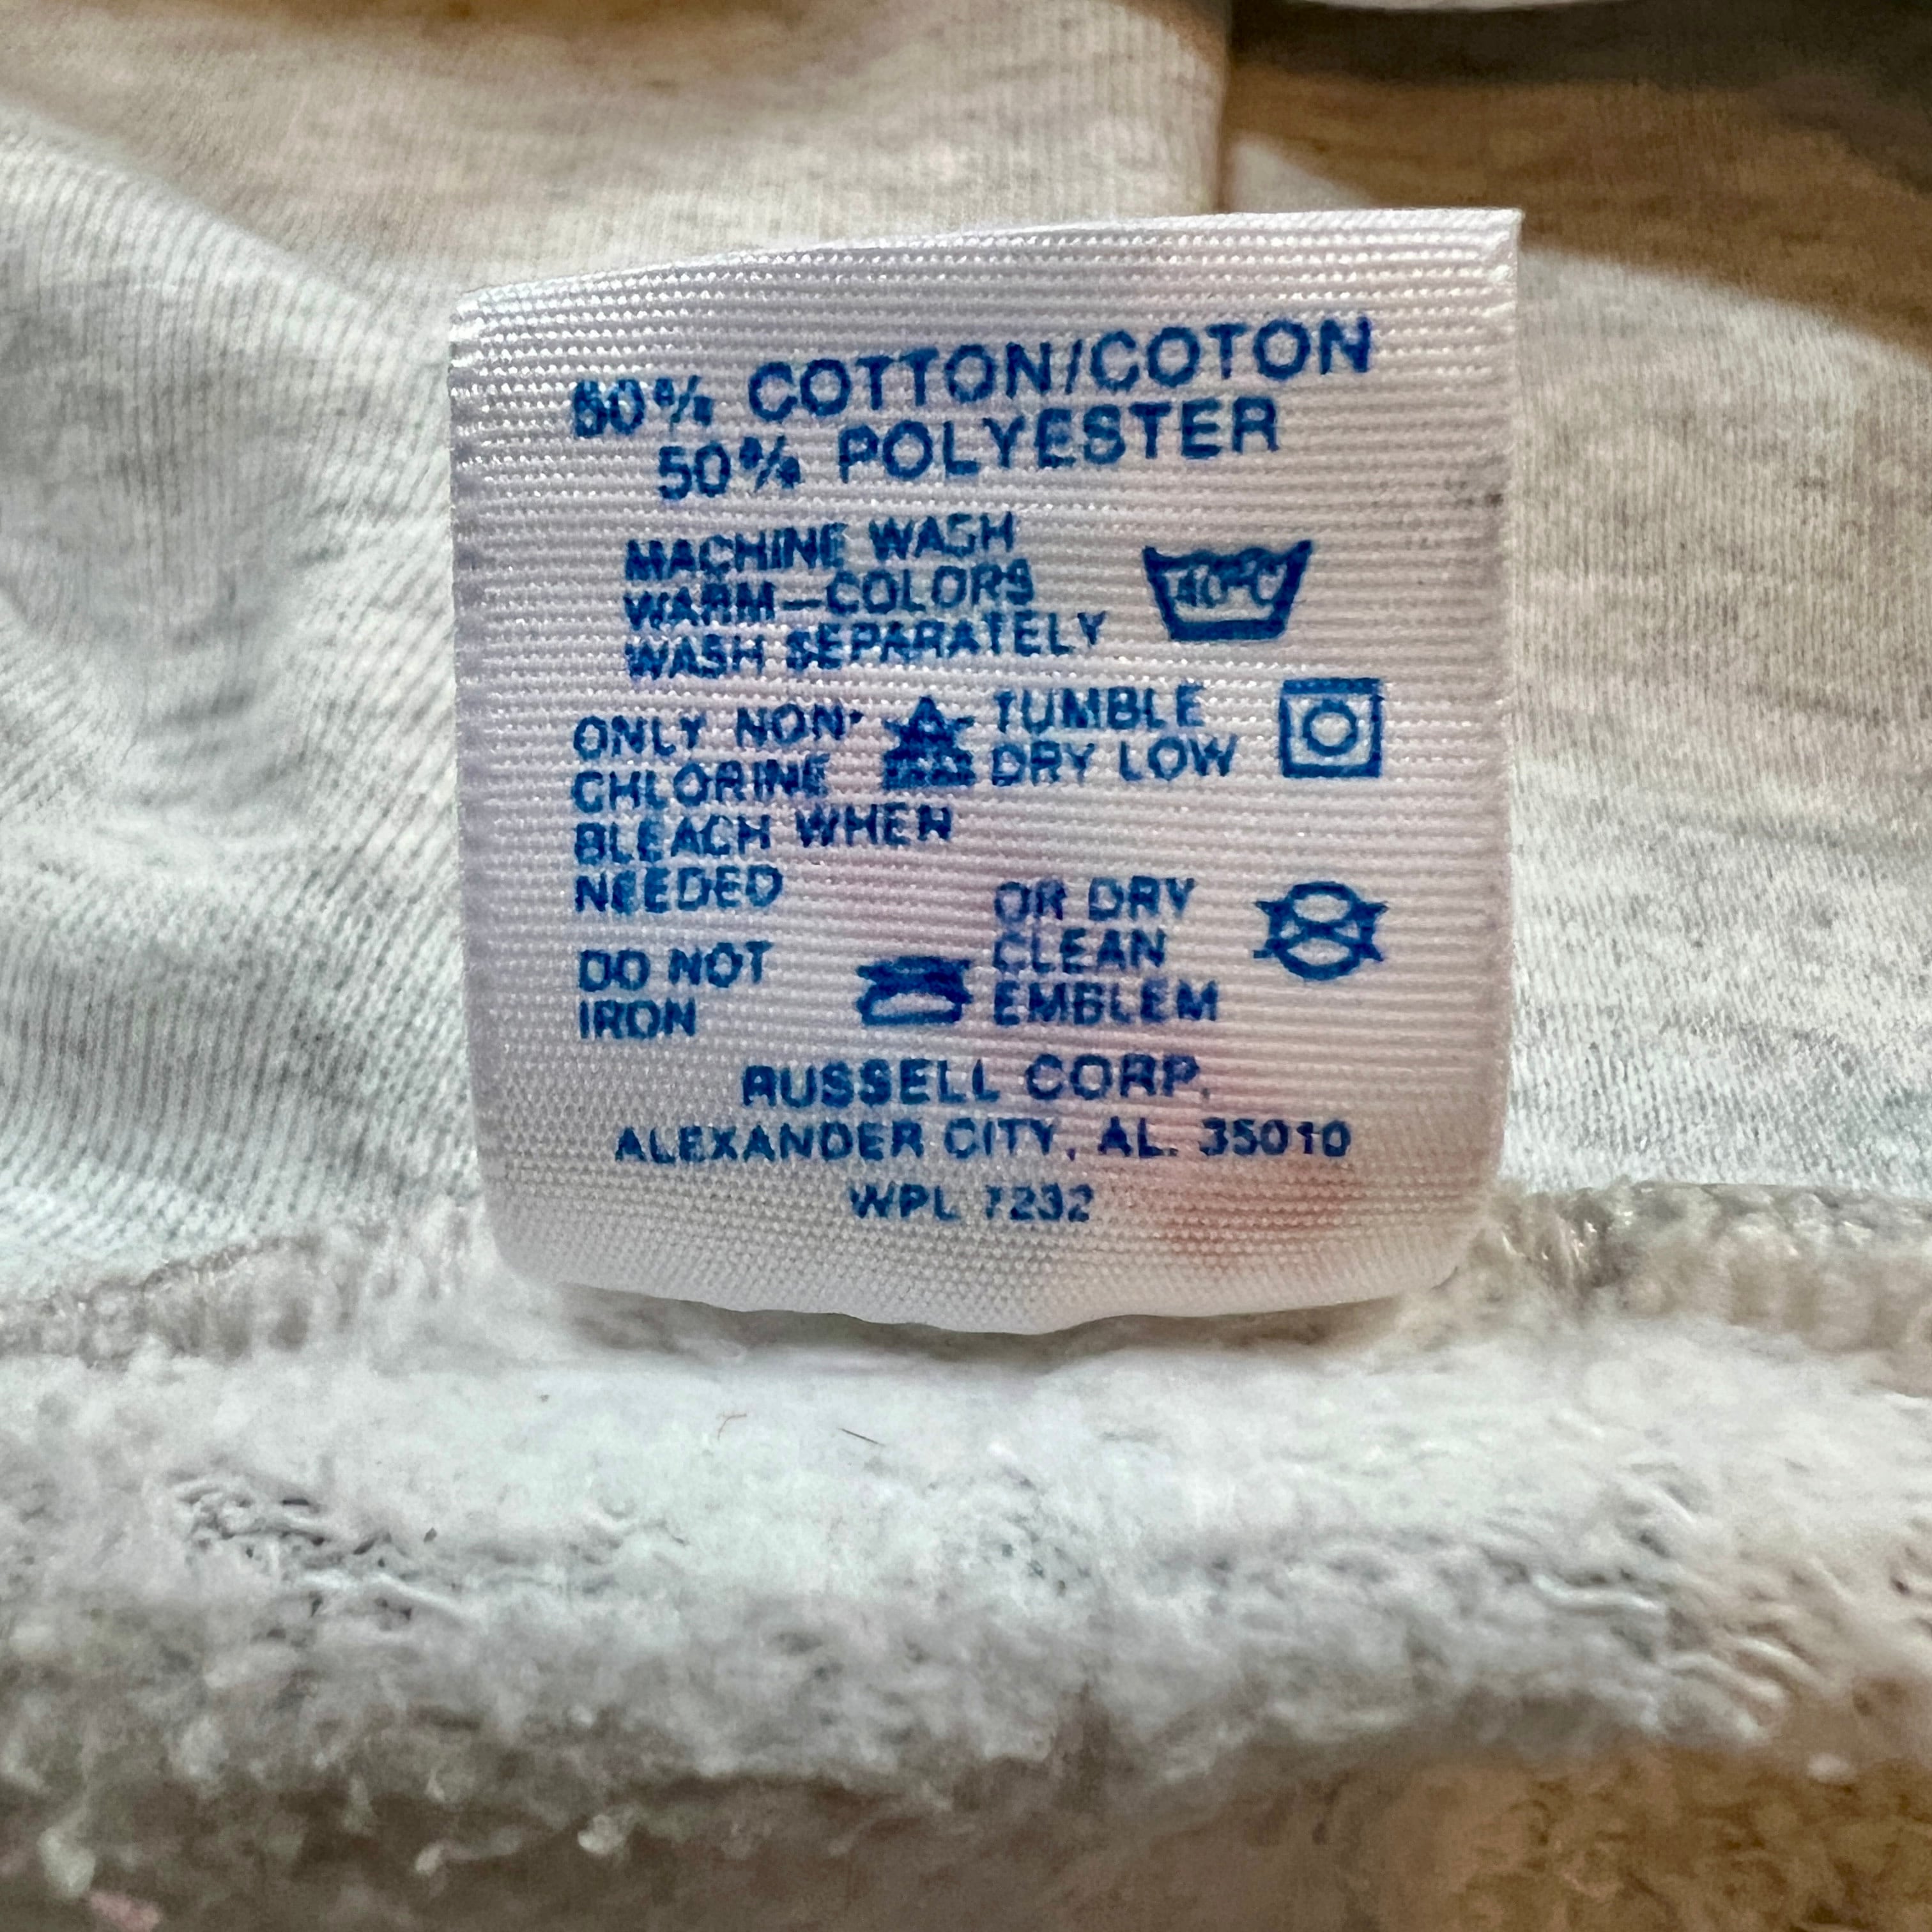 50% COTTON/COTON
50% POLYESTER
MACHINE WASH
WARM—COLORS
WASH SEPARATELY
40°C
ONLY NON-
CHLORINE
BLEACH WHEN
NEEDED
TUMBLE
DRY LOW
DO NOT
IRON
OR DRY
CLEAN
EMBLEM
RUSSELL CORP.
ALEXANDER CITY, AL. 35010
WPL 7232